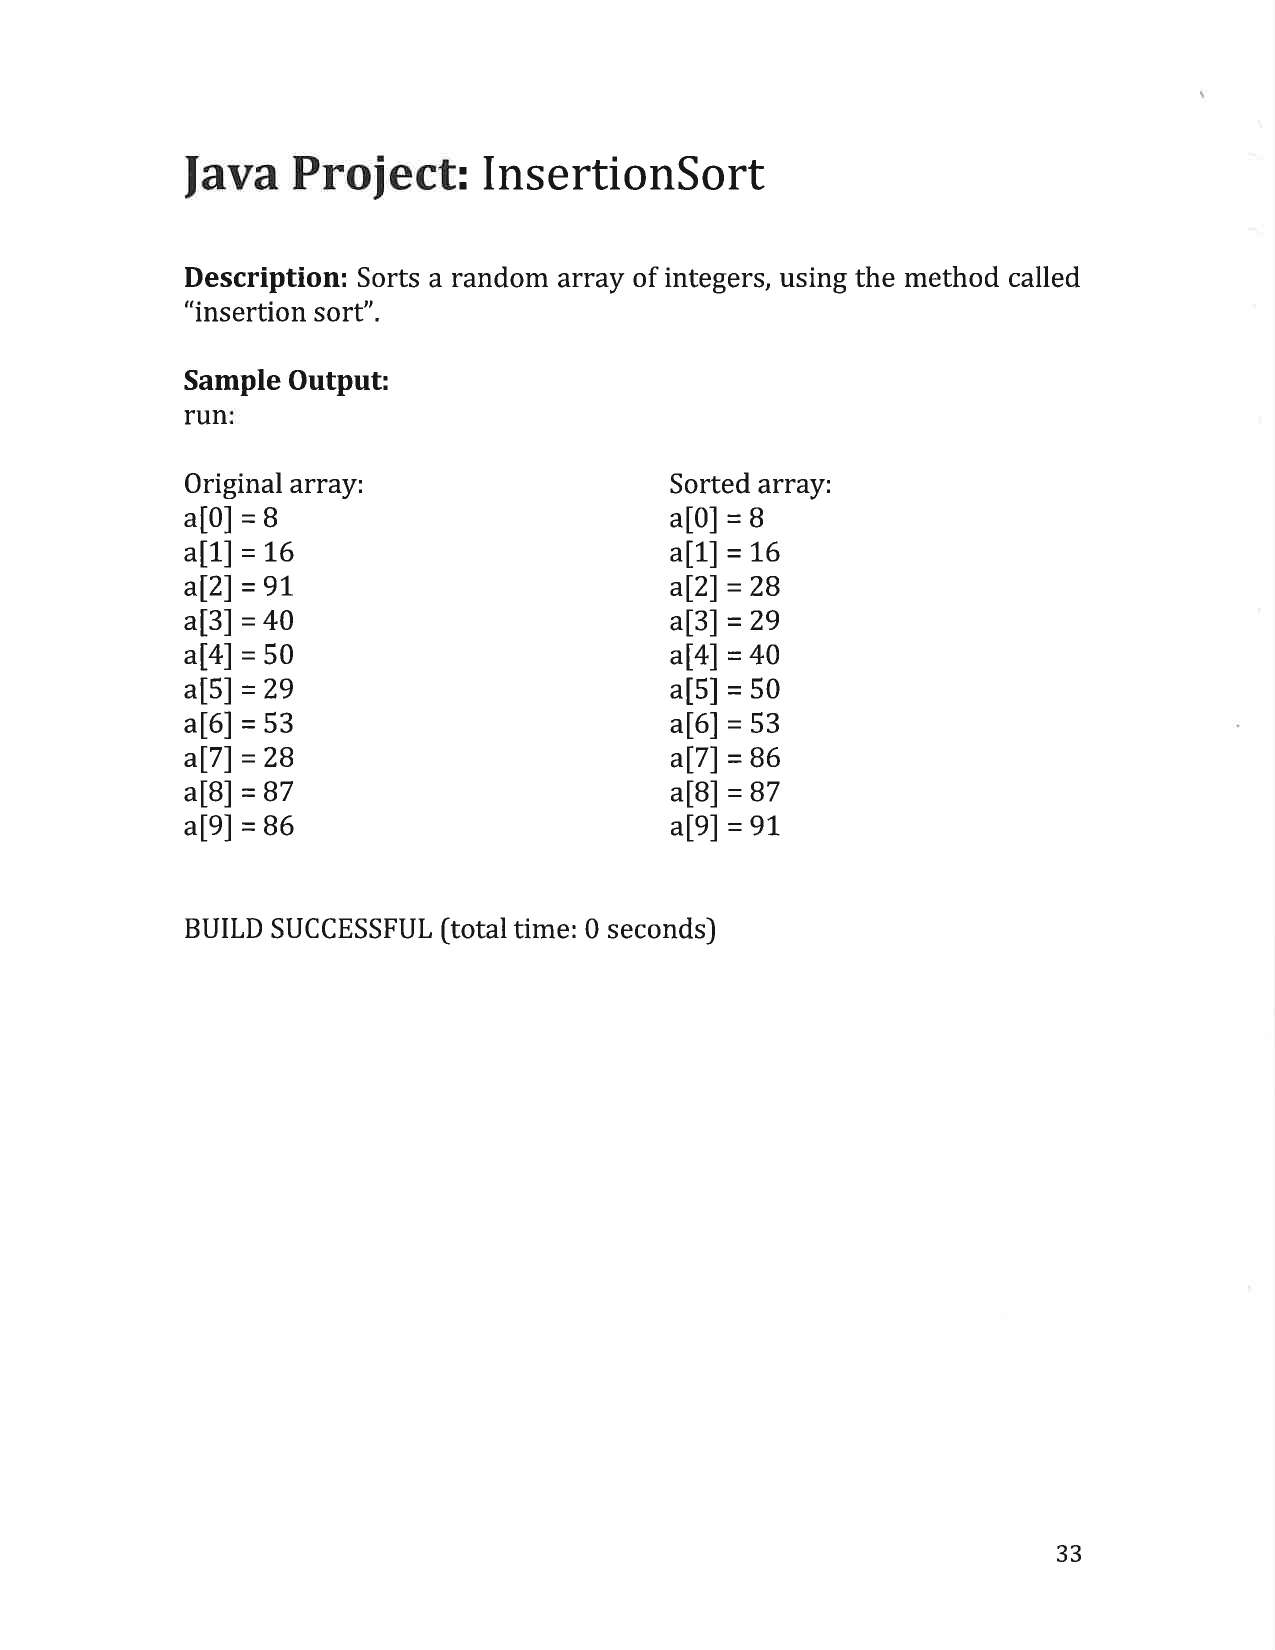 Java Project: InsertionSort
Description: Sorts a random array of integers, using the method called
“insertion sort”.
Sample Output:
run:
Original array:
a[0] = 8
a[1] = 16
a[2] = 91
a[3] = 40
a[4] = 50
a[5] = 29
a[6] = 53
a[7] = 28
a[8] = 87
a[9] = 86
Sorted array:
a[0] = 8
a[1] = 16
a[2] = 28
a[3] = 29
a[4] = 40
a[5] = 50
a[6] = 53
a[7] = 86
a[8] = 87
a[9] = 91
BUILD SUCCESSFUL (total time: 0 seconds)
33